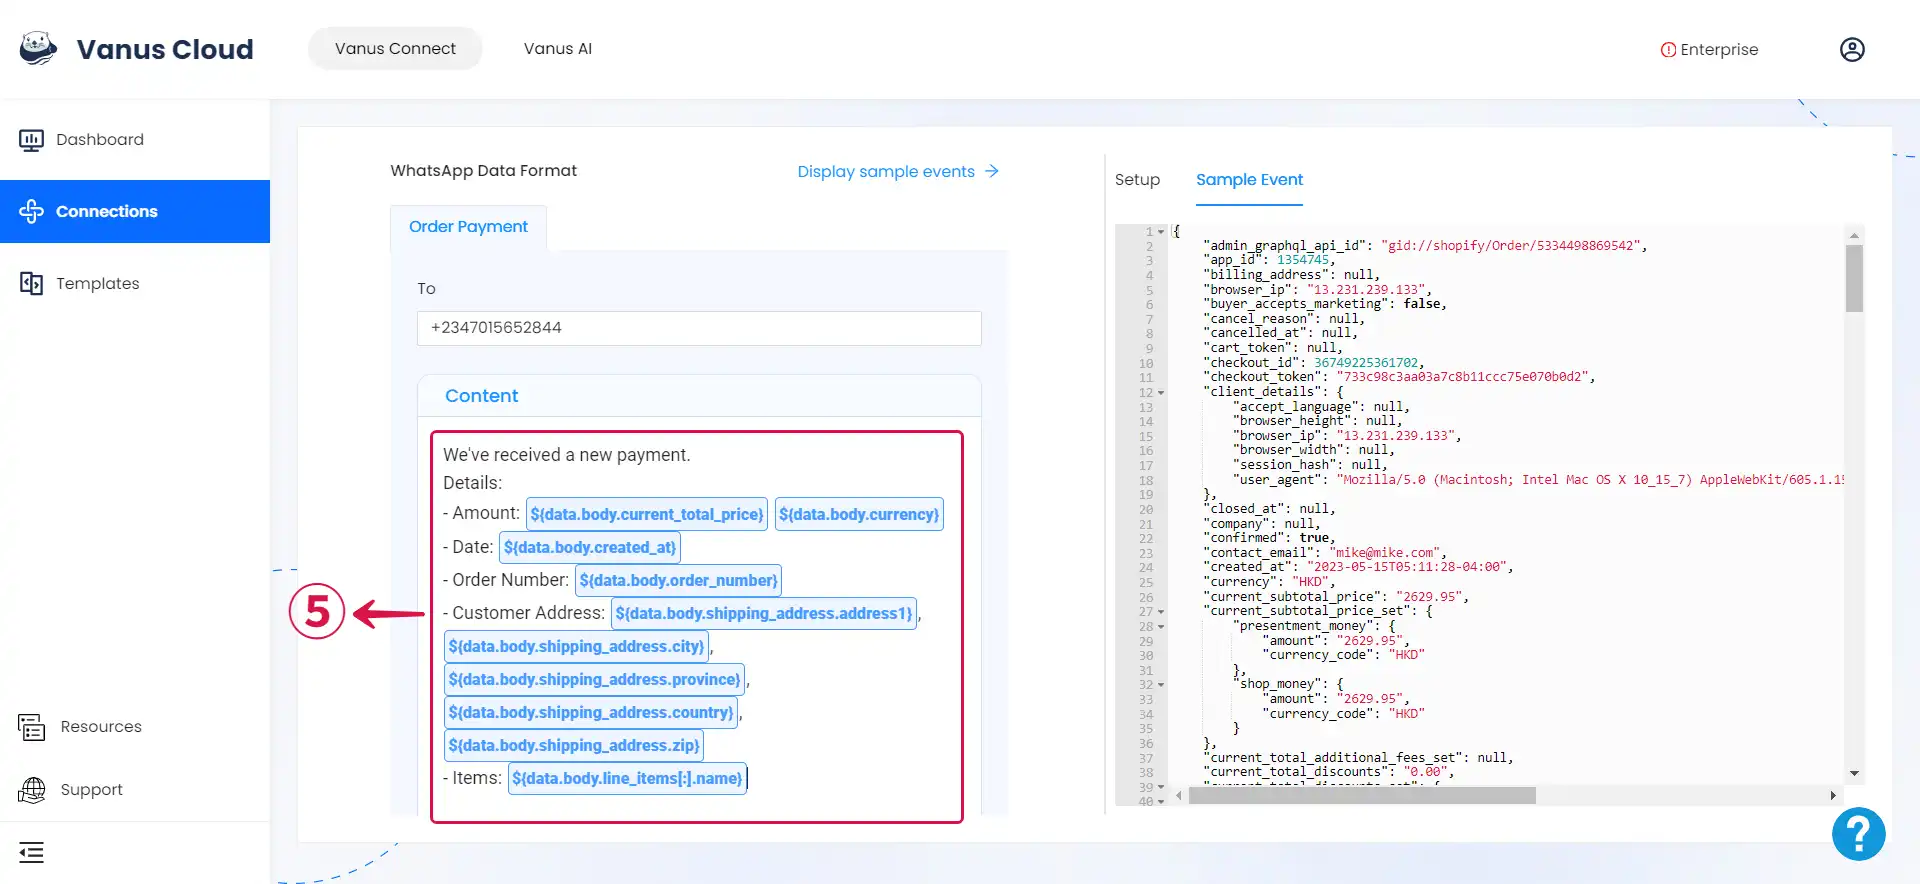 Vanus Cloud
Vanus Connect
Vanus AI
Enterprise
Dashboard
Connections
Templates
Resources
Support
WhatsApp Data Format
Display sample events
Order Payment
To
+2347015652844
Content
We've received a new payment.
Details:
- Amount: ${data.body.current_total_price} ${data.body.currency}
- Date: ${data.body.created_at}
- Order Number: ${data.body.order_number}
- Customer Address: ${data.body.shipping_address.address1},
${data.body.shipping_address.city},
${data.body.shipping_address.province},
${data.body.shipping_address.country},
${data.body.shipping_address.zip}
- Items: ${data.body.line_items[:].name}
5
Setup
Sample Event
1 {
2 "admin_graphql_api_id": "gid://shopify/Order/5334498869542",
3 "app_id": 1354745,
4 "billing_address": null,
5 "browser_ip": "13.231.239.133",
6 "buyer_accepts_marketing": false,
7 "cancel_reason": null,
8 "cancelled_at": null,
9 "cart_token": null,
10 "checkout_id": 36749225361702,
11 "checkout_token": "733c98c3aa03a7c8b11ccc75e070b0d2",
12 "client_details": {
13 "accept_language": null,
14 "browser_height": null,
15 "browser_ip": "13.231.239.133",
16 "browser_width": null,
17 "session_hash": null,
18 "user_agent": "Mozilla/5.0 (Macintosh; Intel Mac OS X 10_15_7) AppleWebKit/605.1.15
19 },
20 "closed_at": null,
21 "company": null,
22 "confirmed": true,
23 "contact_email": "mike@mike.com",
24 "created_at": "2023-05-15T05:11:28-04:00",
25 "currency": "HKD",
26 "current_subtotal_price": "2629.95",
27 "current_subtotal_price_set": {
28 "presentment_money": {
29 "amount": "2629.95",
30 "currency_code": "HKD"
31 },
32 "shop_money": {
33 "amount": "2629.95",
34 "currency_code": "HKD"
35 }
36 },
37 "current_total_additional_fees_set": null,
38 "current_total_discounts": "0.00",
39 "current_total_discounts_set": {
40
?